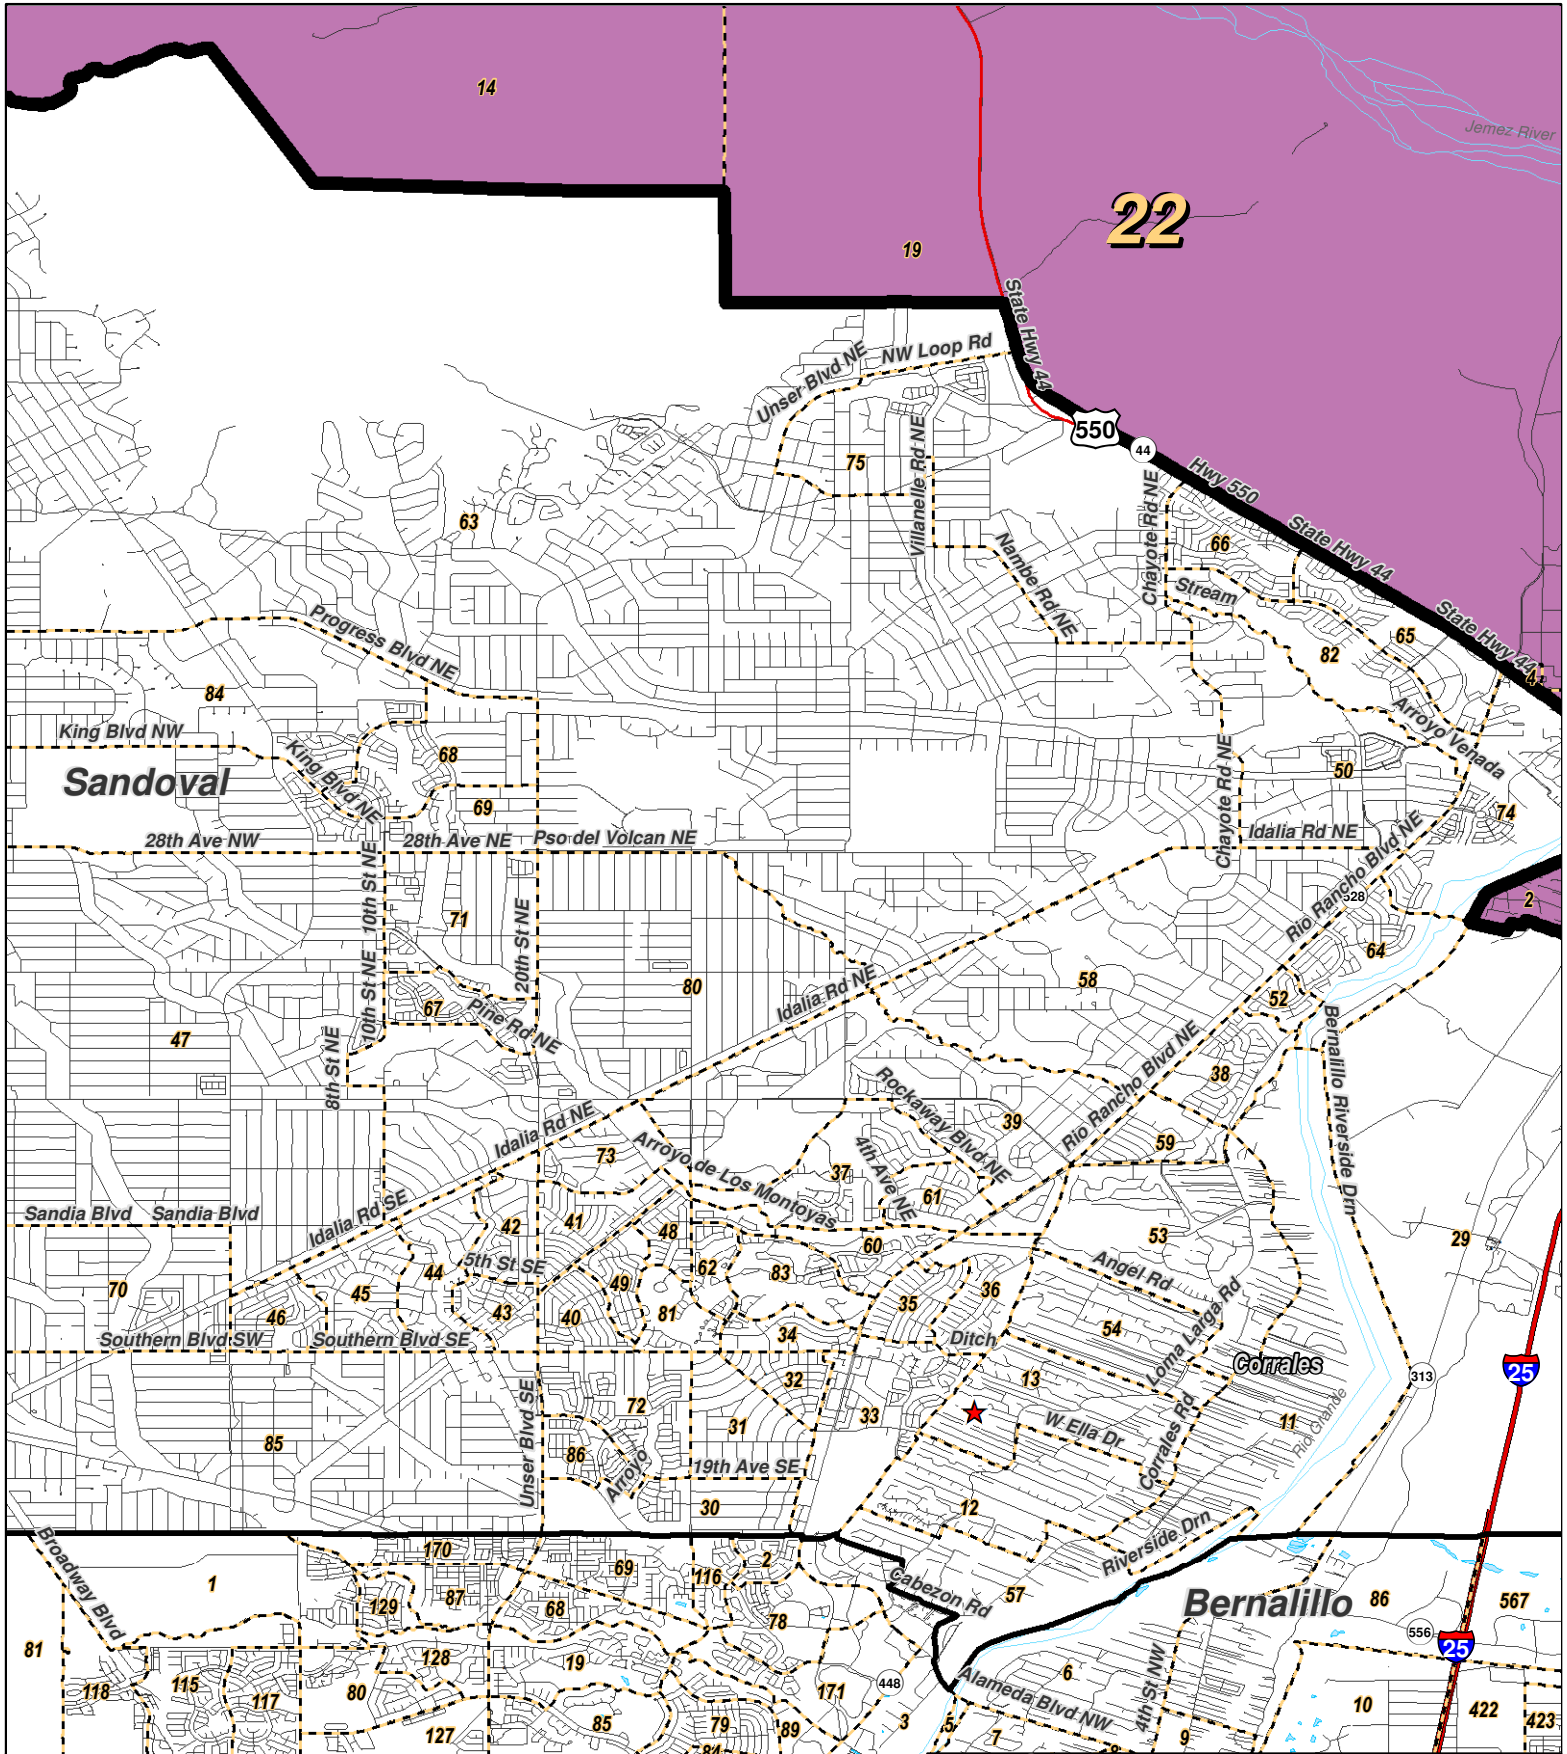 14
Jemez River
22
19
State Hwy 44
NW Loop Rd
Unser Blvd NE
550
44
75
Villanelle Rd NE
Hwy 550
Chayote Rd NE
63
66
State Hwy 44
Nambe Rd NE
Stream
Progress Blvd NE
65
State Hwy 44
82
4
84
Arroyo Venada
King Blvd NW
King Blvd NE
68
Sandoval
Chayote Rd NE
50
69
74
28th Ave NW
28th Ave NE
Pso del Volcan NE
Idalia Rd NE
10th St NE
Rio Rancho Blvd NE
528
2
71
20th St NE
64
10th St NE
80
Idalia Rd NE
58
52
67
Pine Rd NE
47
8th St NE
Bernalillo Riverside Drn
Rio Rancho Blvd NE
38
Rockaway Blvd NE
39
Idalia Rd NE
59
73
Arroyo de Los Montoyas
4th Ave NE
37
61
Sandia Blvd
Sandia Blvd
Idalia Rd SE
42
41
48
53
29
60
5th St SE
44
62
83
Angel Rd
70
45
49
36
46
43
40
81
35
Loma Larga Rd
54
34
Southern Blvd SW
Southern Blvd SE
Ditch
Corrales
25
313
13
32
Unser Blvd SE
72
31
33
11
W Ella Dr
Corrales Rd
Rio Grande
85
86
Arroyo
19th Ave SE
30
12
Broadway Blvd
Riverside Drn
170
2
69
116
1
129
87
68
Cabezon Rd
57
Bernalillo
86
567
78
556
25
81
128
19
6
4th St NW
118
115
117
80
171
448
Alameda Blvd NW
10
422
423
127
85
79
89
3
5
7
9
84
8